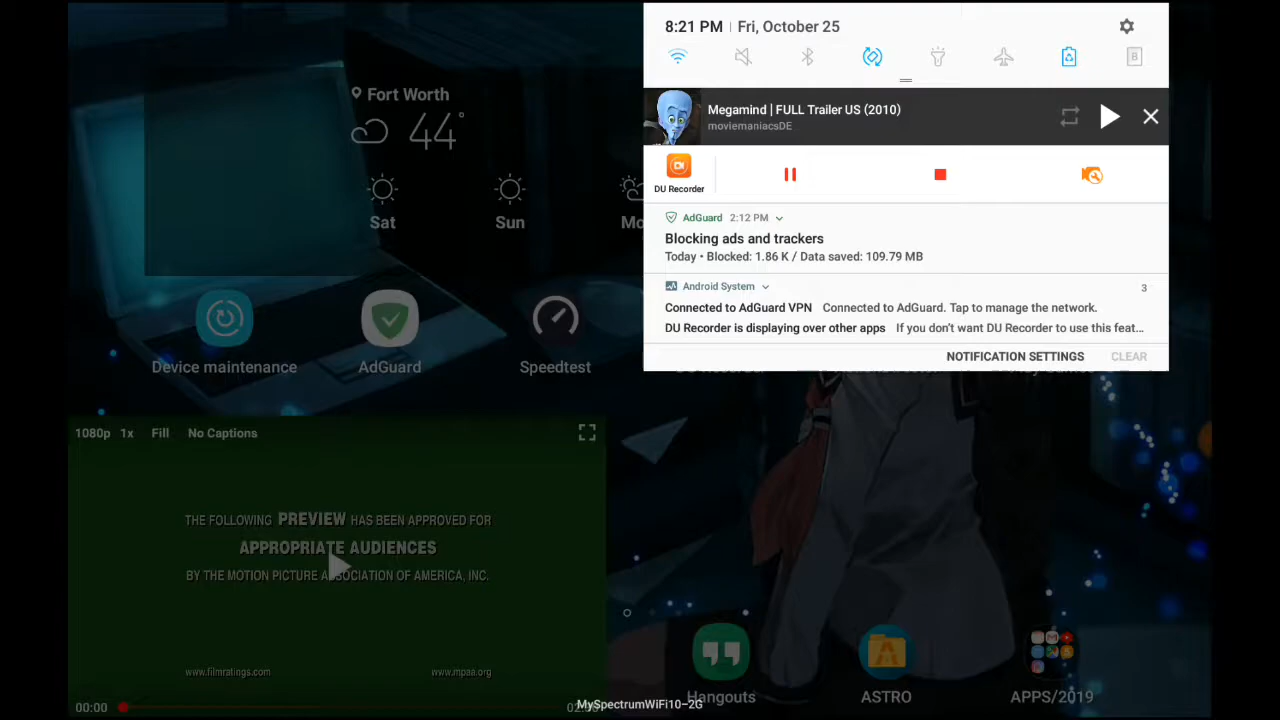 8:21 PM | Fri, October 25
Megamind | FULL Trailer US (2010)
moviemaniacsDE
DU Recorder
AdGuard 2:12 PM
Blocking ads and trackers
Today • Blocked: 1.86 K / Data saved: 109.79 MB
Android System 3
Connected to AdGuard VPN Connected to AdGuard. Tap to manage the network.
DU Recorder is displaying over other apps If you don't want DU Recorder to use this feat...
NOTIFICATION SETTINGS CLEAR
Fort Worth
44°
Sat Sun Mo
Device maintenance AdGuard Speedtest
1080p 1x Fill No Captions
THE FOLLOWING PREVIEW HAS BEEN APPROVED FOR
APPROPRIATE AUDIENCES
BY THE MOTION PICTURE ASSOCIATION OF AMERICA, INC.
www.filmratings.com www.mpaa.org
00:00
MySpectrumWiFi10-2G
Hangouts ASTRO APPS/2019